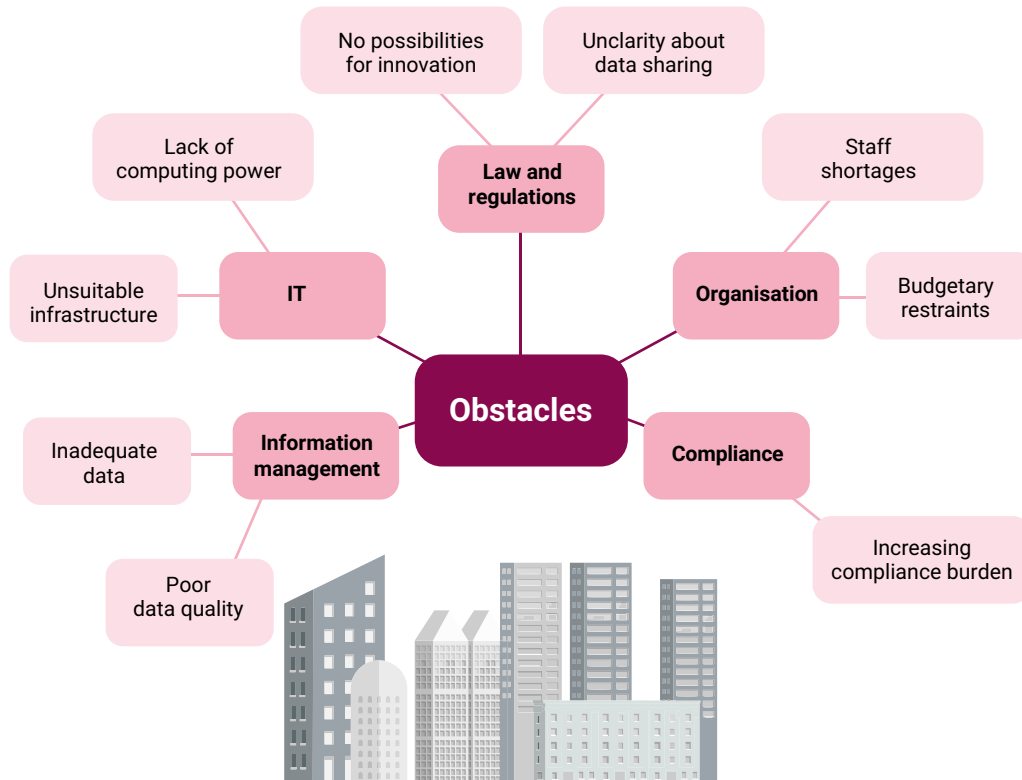 No possibilities
for innovation
Unclarity about
data sharing
Lack of
computing power
Law and
regulations
Staff
shortages
Unsuitable
infrastructure
IT
Organisation
Budgetary
restraints
Obstacles
Inadequate
data
Information
management
Compliance
Poor
data quality
Increasing
compliance burden